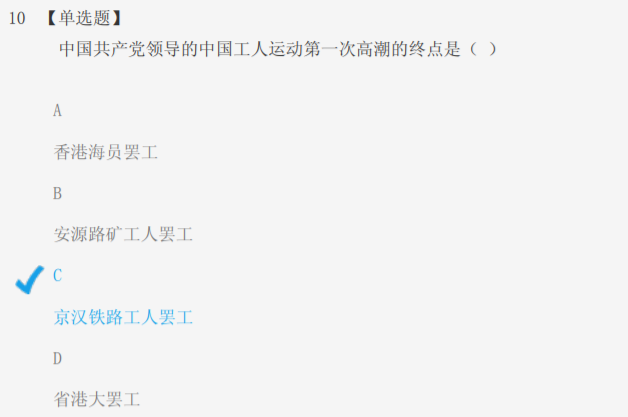 10 【单选题】
中国共产党领导的中国工人运动第一次高潮的终点是（ ）
A
香港海员罢工
B
安源路矿工人罢工
C
京汉铁路工人罢工
D
省港大罢工